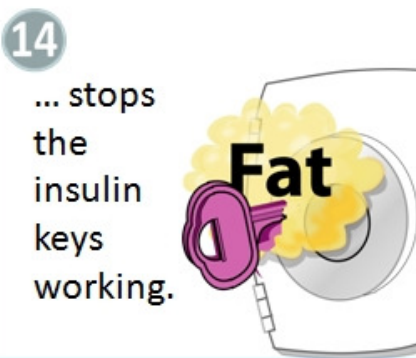 14
... stops
the
insulin
keys
working.
Fat